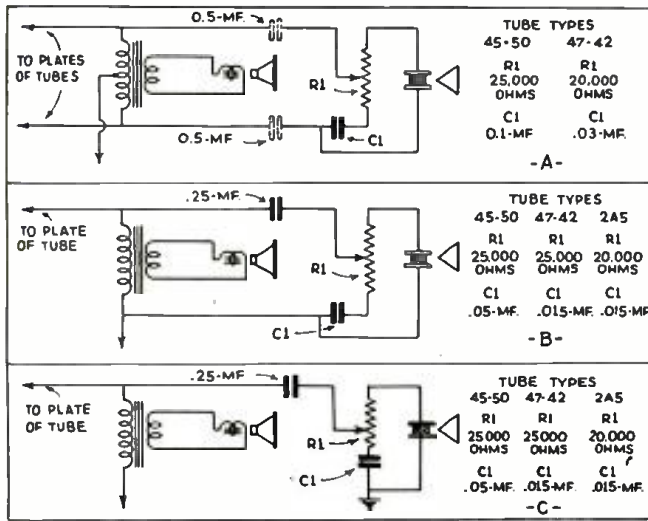 0.5-MF.
TO PLATES
OF TUBES
R1
0.5-MF.
C1
TUBE TYPES
45-50 47-42
R1 R1
25,000 20,000
OHMS OHMS
C1 C1
0.1-MF .03-MF.
-A-
.25-MF.
TO PLATE
OF TUBE
R1
C1
TUBE TYPES
45-50 47-42 2A5
R1 R1 R1
25,000 25,000 20,000
OHMS OHMS OHMS
C1 C1 C1
.05-MF. .015-MF. .015-MF.
-B-
.25-MF
TO PLATE
OF TUBE
R1
C1
TUBE TYPES
45-50 47-42 2A5
R1 R1 R1
25000 25000 20,000
OHMS OHMS OHMS
C1 C1 C1
.05-MF. .015-MF. .015-MF.
-C-